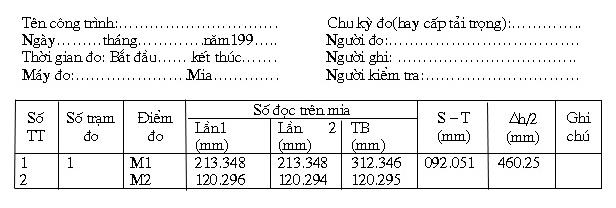 Tên công trình:................................ Chu kỳ đo(hay cấp tải trọng):..............
Ngày.........tháng.............năm199..... Người đo:......................................
Thời gian đo: Bắt đầu...... kết thúc....... Người ghi: ...................................
Máy đo:...................... Mia............. Người kiểm tra:...............................
Số TT Số trạm đo Điểm đo Số đọc trên mia S – T (mm) Δh/2 (mm) Ghi chú
Lần1 (mm) Lần 2 (mm) TB (mm)
1 1 M1 213.348 213.348 312.346 092.051 460.25
2 M2 120.296 120.294 120.295